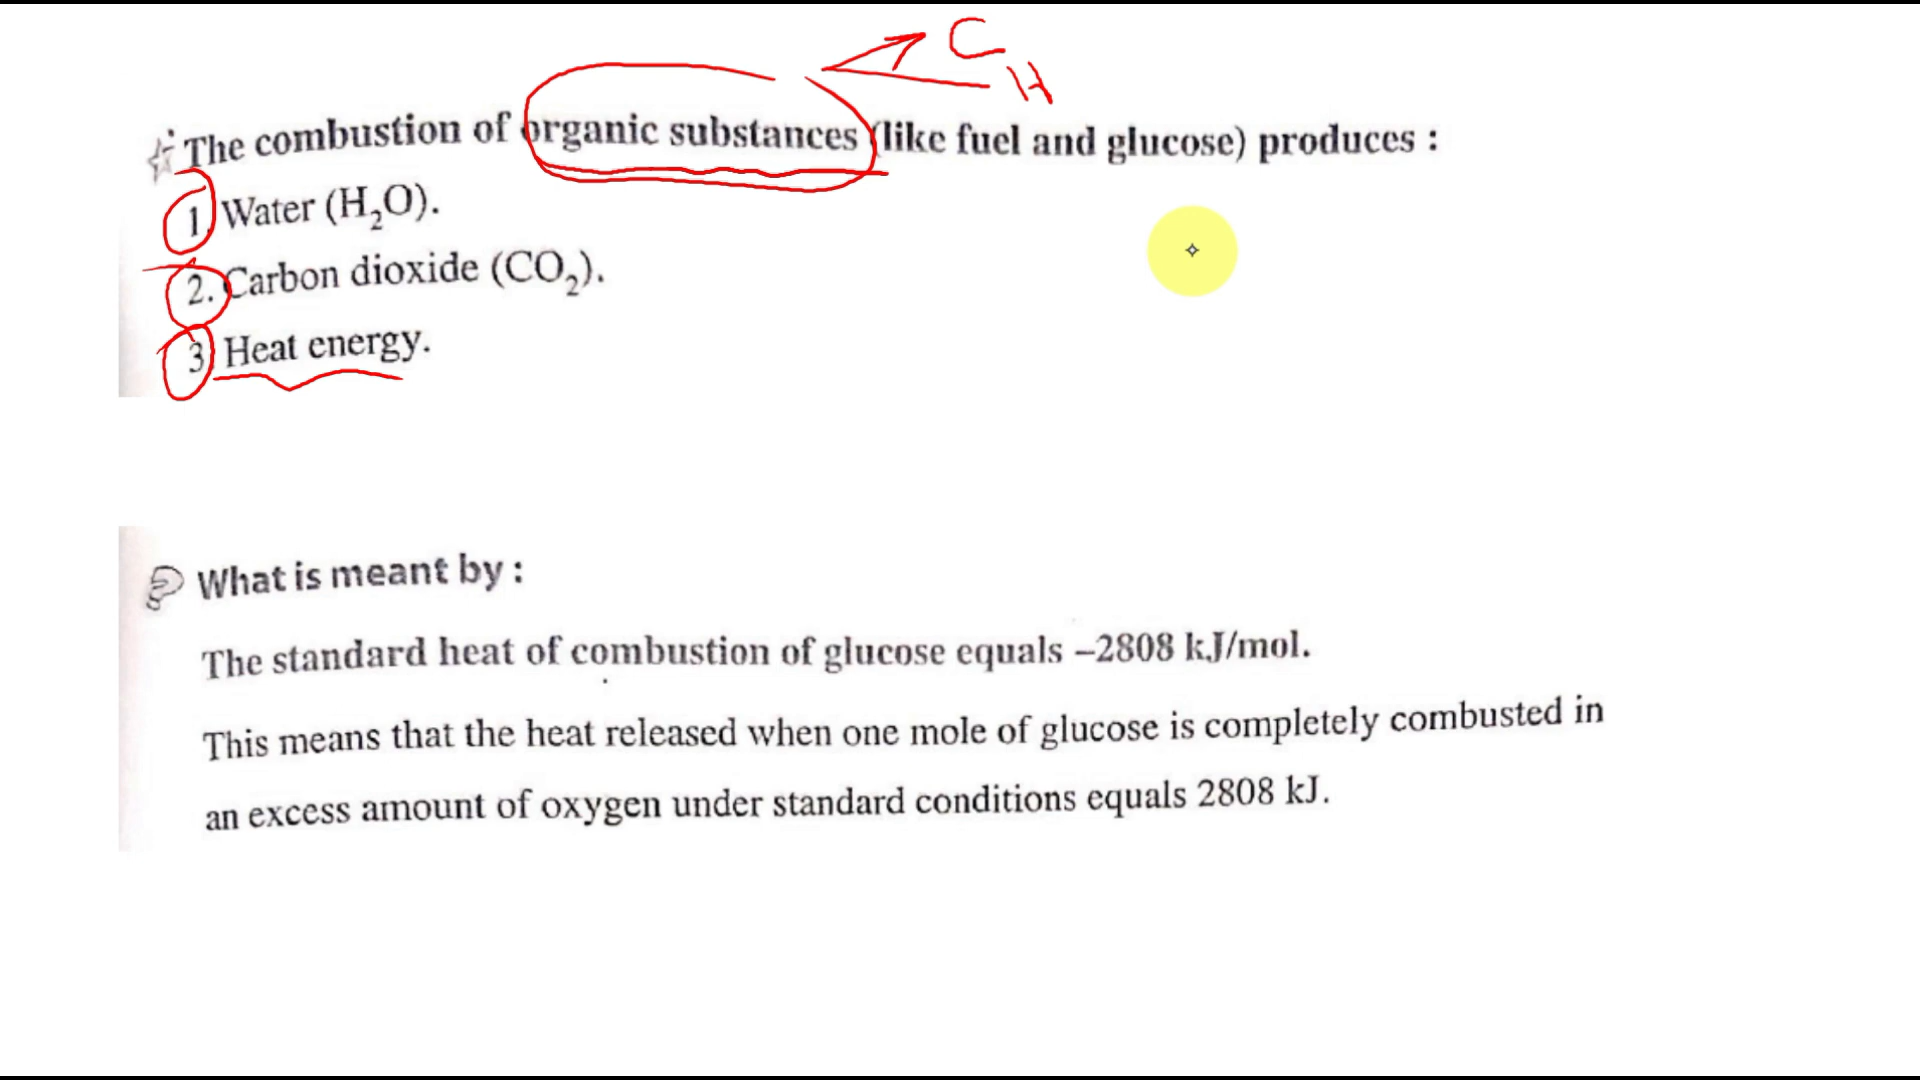 C
H
The combustion of organic substances (like fuel and glucose) produces :
1. Water (H₂O).
2. Carbon dioxide (CO₂).
3. Heat energy.
What is meant by :
The standard heat of combustion of glucose equals –2808 kJ/mol.
This means that the heat released when one mole of glucose is completely combusted in
an excess amount of oxygen under standard conditions equals 2808 kJ.